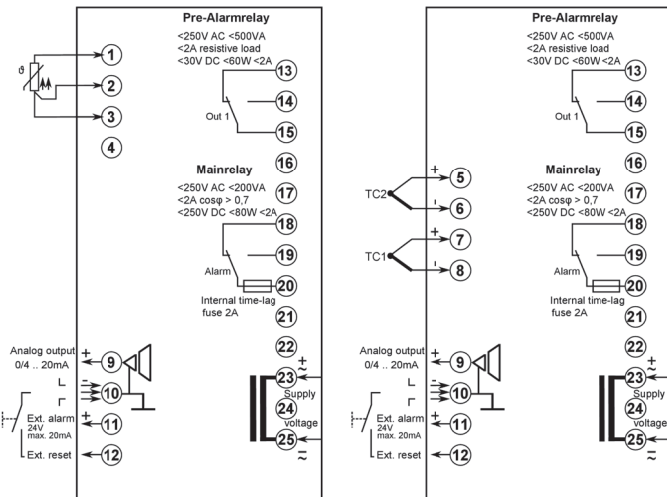 Pre-Alarmrelay
<250V AC <500VA
<2A resistive load
<30V DC <60W <2A
ϑ
1
2
3
4
13
14
15
Out 1
16
Mainrelay
<250V AC <200VA
<2A cosφ > 0,7
<250V DC <80W <2A
17
18
19
Alarm
20
Internal time-lag
fuse 2A
21
22
Analog output
0/4 .. 20mA
+
9
-
10
Ext. alarm
24V
max. 20mA
+
11
Ext. reset
12
+
~
23
Supply
24
voltage
25
-
~
Pre-Alarmrelay
<250V AC <500VA
<2A resistive load
<30V DC <60W <2A
13
14
15
Out 1
16
Mainrelay
<250V AC <200VA
<2A cosφ > 0,7
<250V DC <80W <2A
TC2
+
5
-
6
TC1
+
7
-
8
17
18
19
Alarm
20
Internal time-lag
fuse 2A
21
22
Analog output
0/4 .. 20mA
+
9
-
10
Ext. alarm
24V
max. 20mA
+
11
Ext. reset
12
+
~
23
Supply
24
voltage
25
-
~